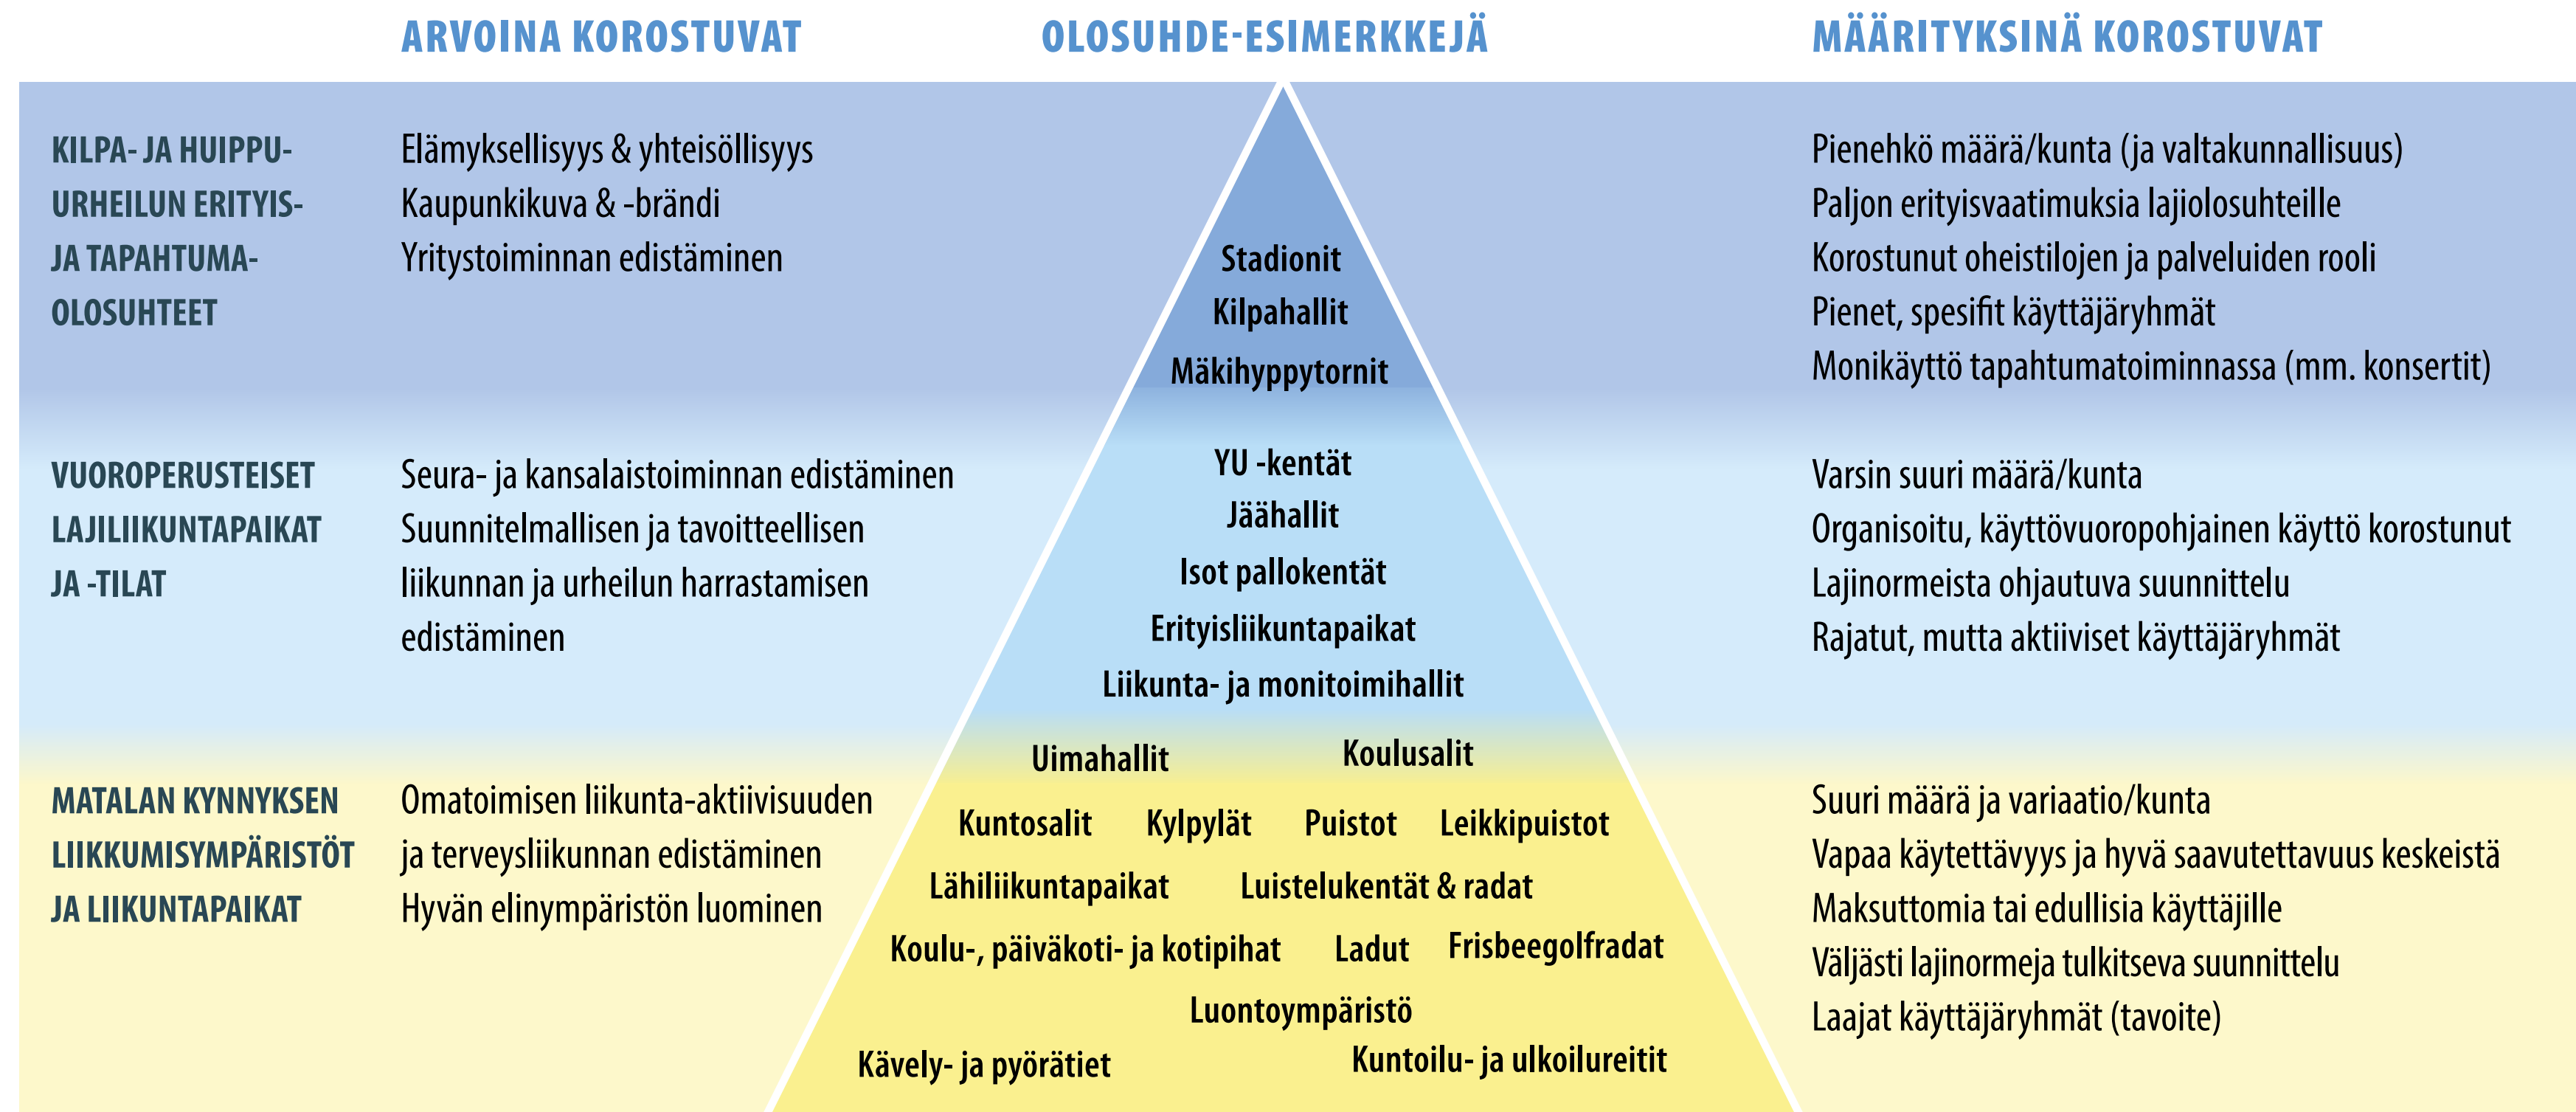 ARVOINA KOROSTUVAT
OLOSUHDE-ESIMERKKEJÄ
MÄÄRITYKSINÄ KOROSTUVAT
KILPA- JA HUIPPU-
URHEILUN ERITYIS-
JA TAPAHTUMA-
OLOSUHTEET
Elämyksellisyys & yhteisöllisyys
Kaupunkikuva & -brändi
Yritystoiminnan edistäminen
Stadionit
Kilpahallit
Mäkihyppytornit
Pienehkö määrä/kunta (ja valtakunnallisuus)
Paljon erityisvaatimuksia lajiolosuhteille
Korostunut oheistilojen ja palveluiden rooli
Pienet, spesifit käyttäjäryhmät
Monikäyttö tapahtumatoiminnassa (mm. konsertit)
VUOROPERUSTEISET
LAJILIIKUNTAPAIKAT
JA -TILAT
Seura- ja kansalaistoiminnan edistäminen
Suunnitelmallisen ja tavoitteellisen
liikunnan ja urheilun harrastamisen
edistäminen
YU -kentät
Jäähallit
Isot pallokentät
Erityisliikuntapaikat
Liikunta- ja monitoimihallit
Varsin suuri määrä/kunta
Organisoitu, käyttövuoropohjainen käyttö korostunut
Lajinormeista ohjautuva suunnittelu
Rajatut, mutta aktiiviset käyttäjäryhmät
MATALAN KYNNYKSEN
LIIKKUMISYMPÄRISTÖT
JA LIIKUNTAPAIKAT
Omatoimisen liikunta-aktiivisuuden
ja terveysliikunnan edistäminen
Hyvän elinympäristön luominen
Uimahallit Koulusalit
Kuntosalit Kylpylät Puistot Leikkipuistot
Lähiliikuntapaikat Luistelukentät & radat
Koulu-, päiväkoti- ja kotipihat Ladut Frisbeegolfradat
Luontoympäristö
Kävely- ja pyörätiet Kuntoilu- ja ulkoilureitit
Suuri määrä ja variaatio/kunta
Vapaa käytettävyys ja hyvä saavutettavuus keskeistä
Maksuttomia tai edullisia käyttäjille
Väljästi lajinormeja tulkitseva suunnittelu
Laajat käyttäjäryhmät (tavoite)